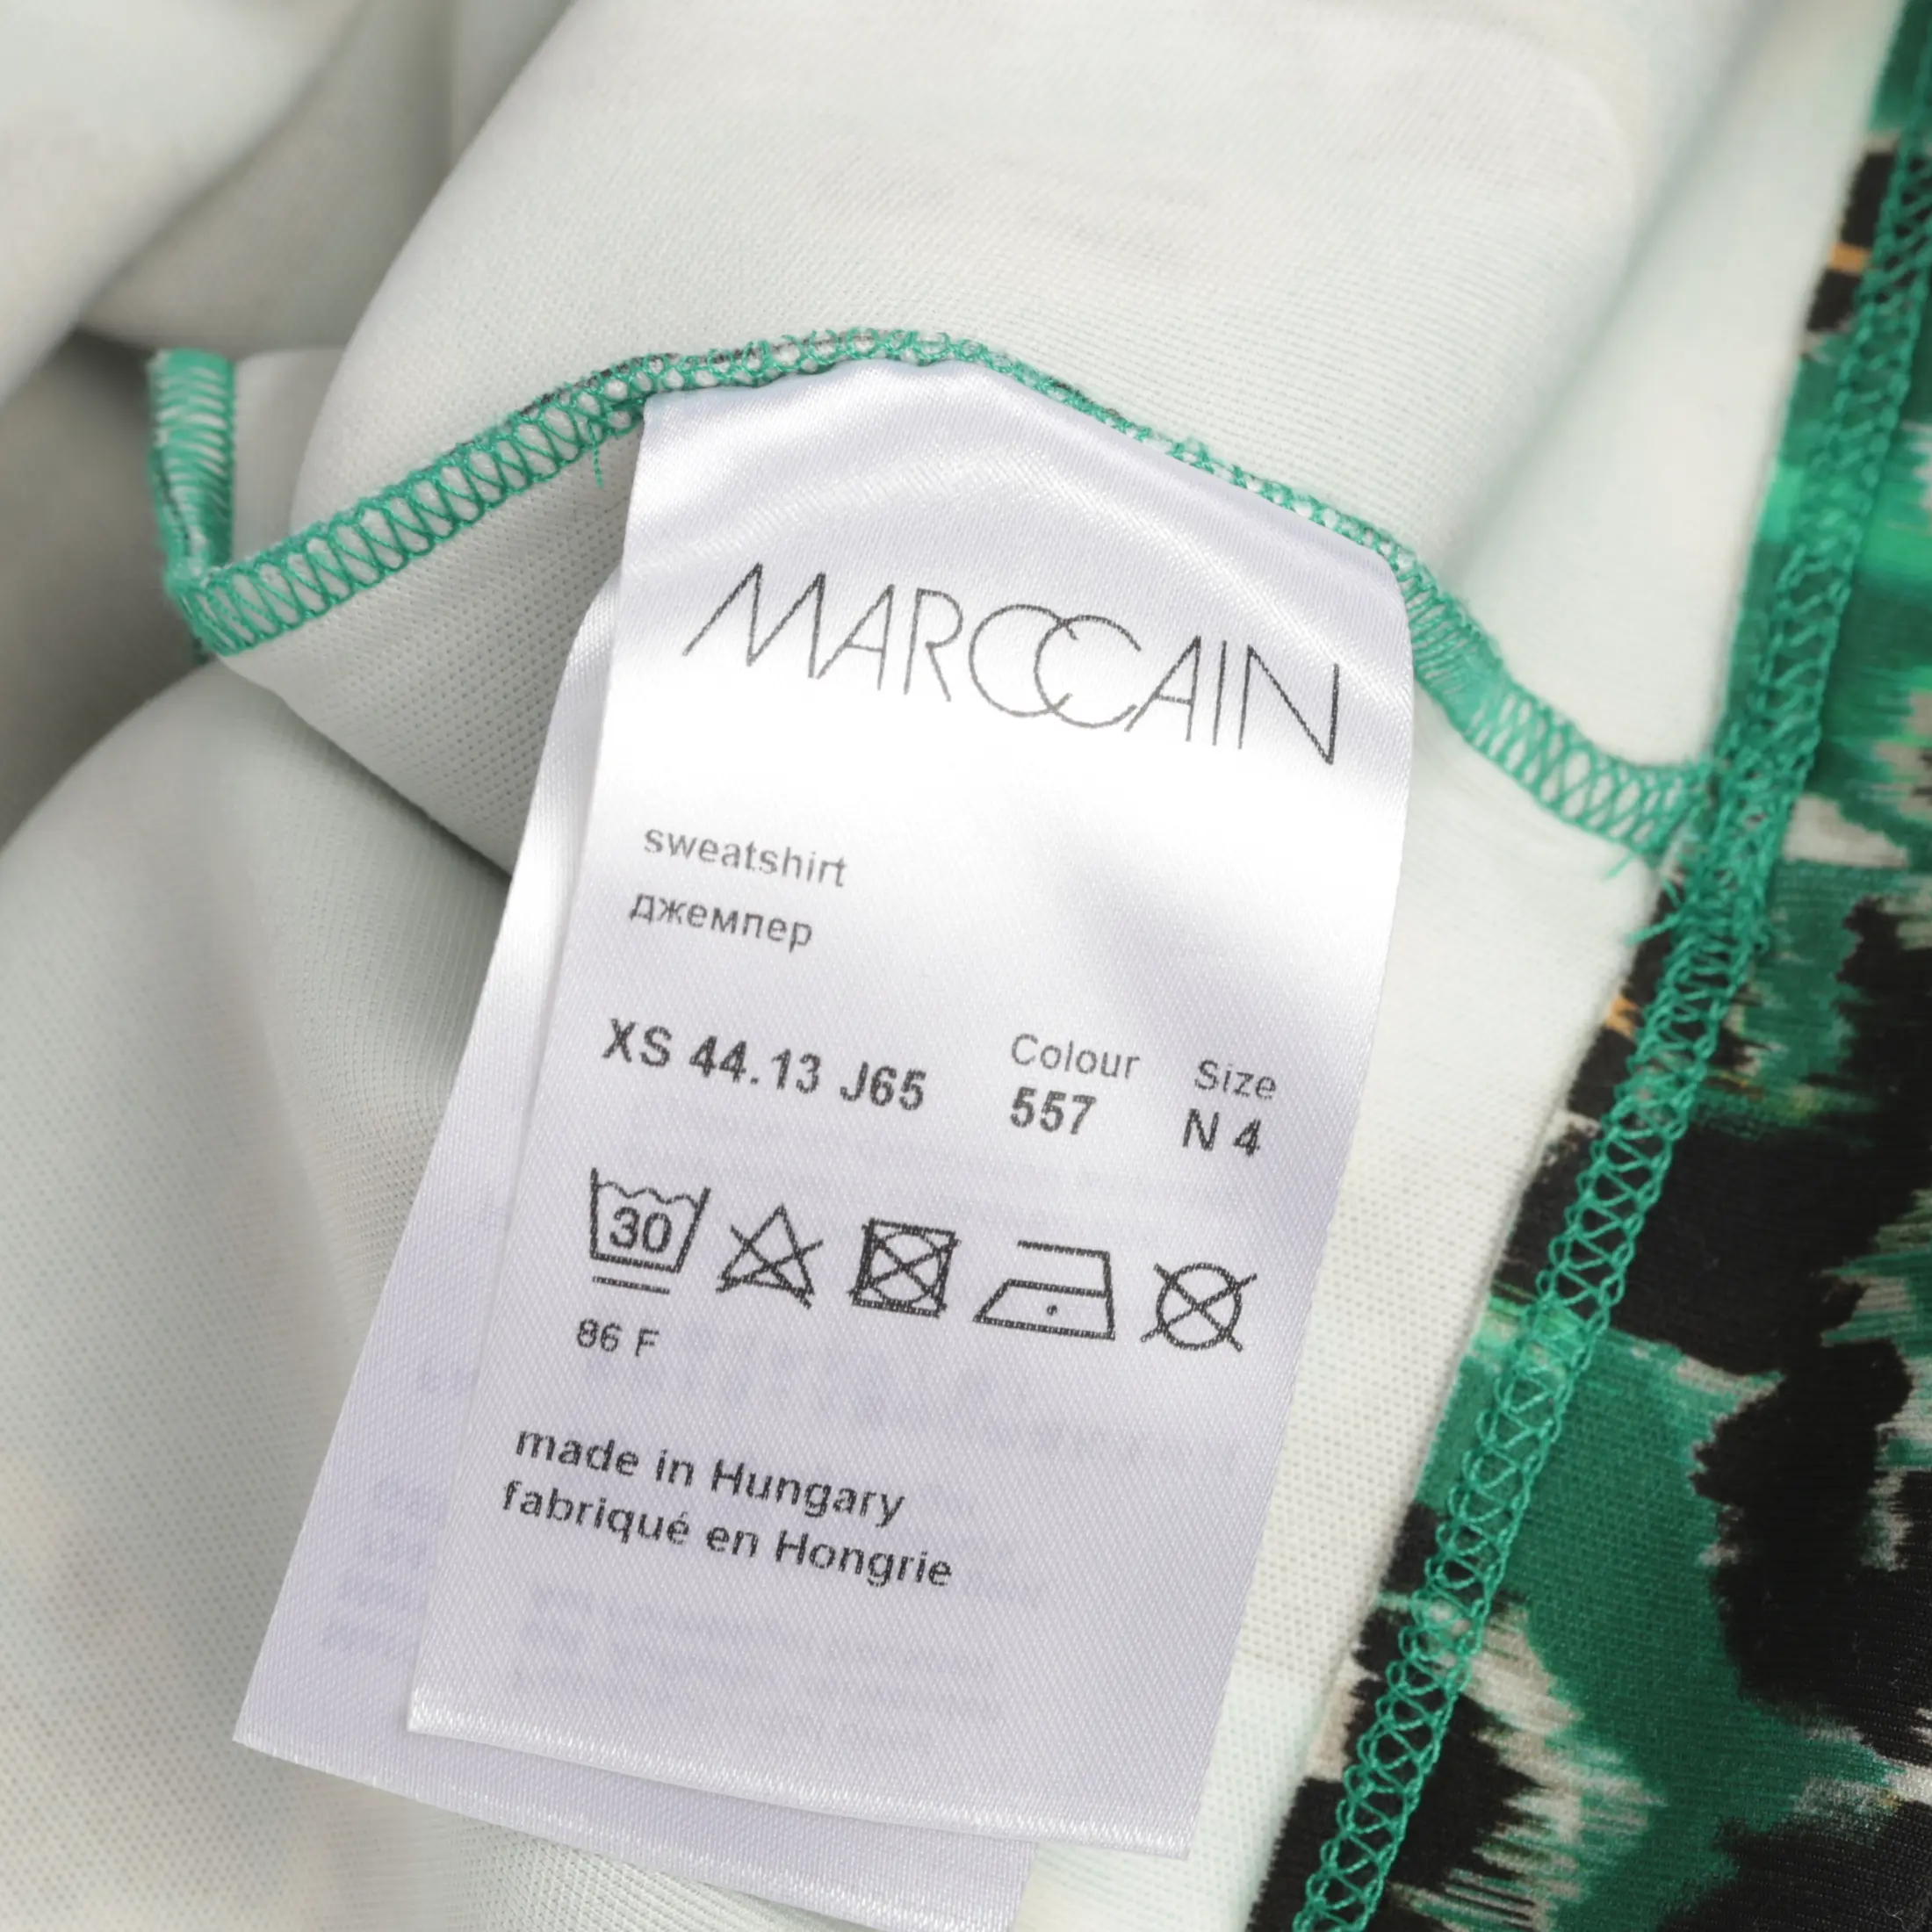 MARCCAIN
sweatshirt
джемпер
XS 44.13 J65
Colour
557
Size
N 4
30
86 F
made in Hungary
fabriqué en Hongrie